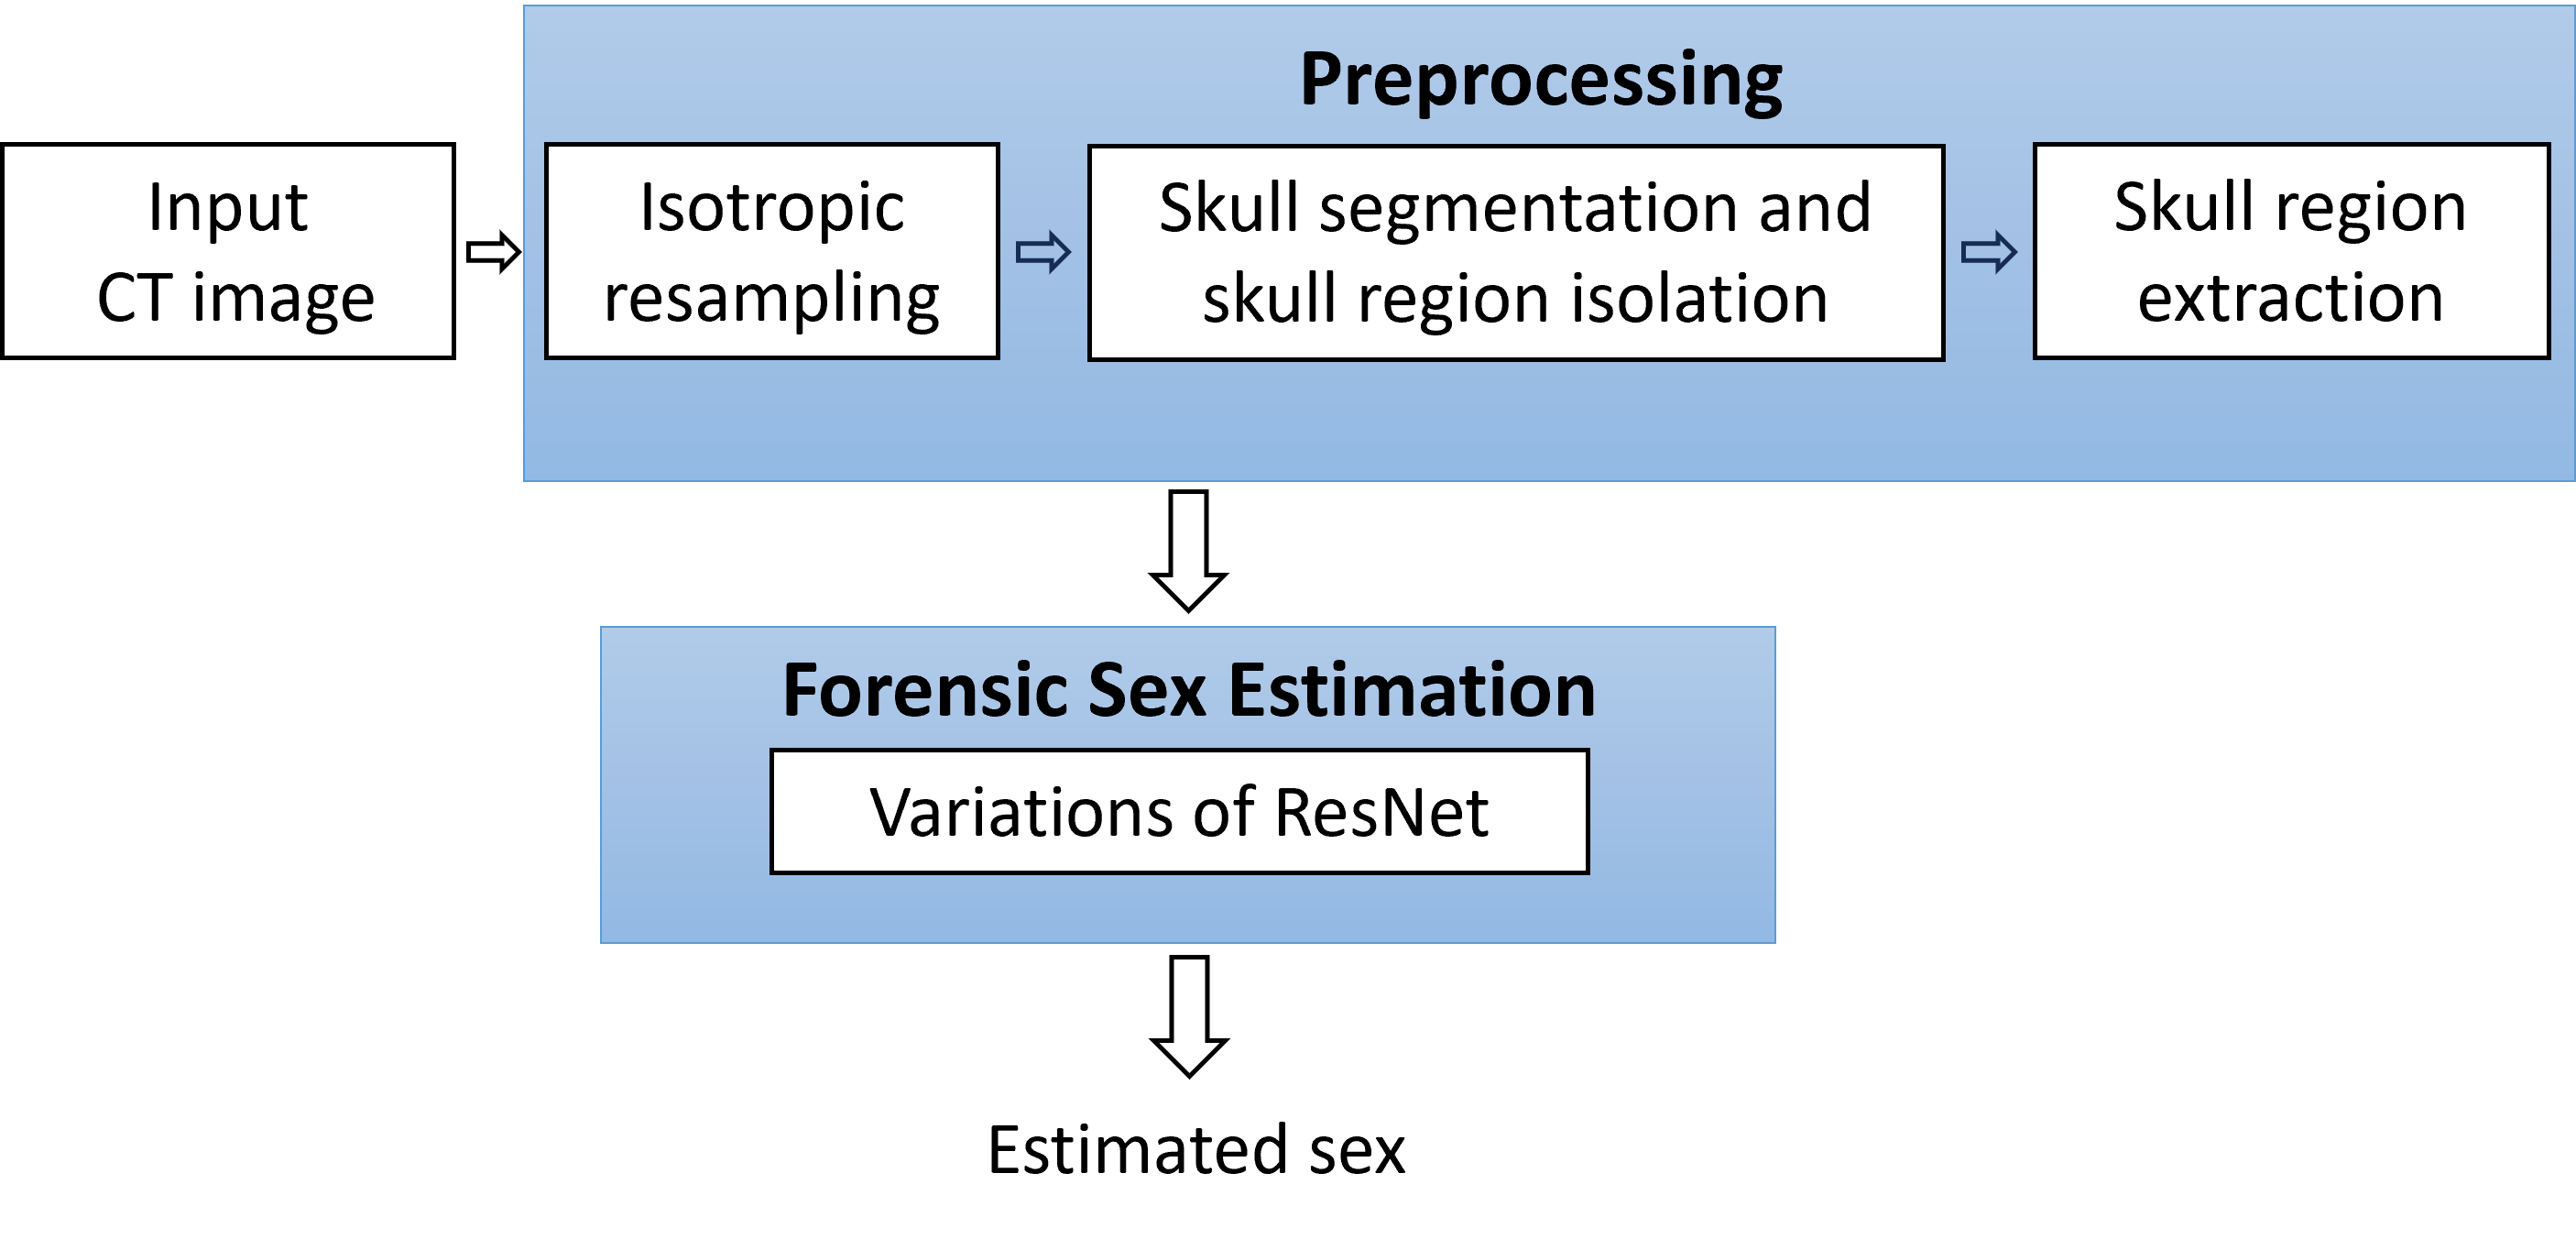 Preprocessing
Input
CT image
Isotropic
resampling
Skull segmentation and
skull region isolation
Skull region
extraction
Forensic Sex Estimation
Variations of ResNet
Estimated sex